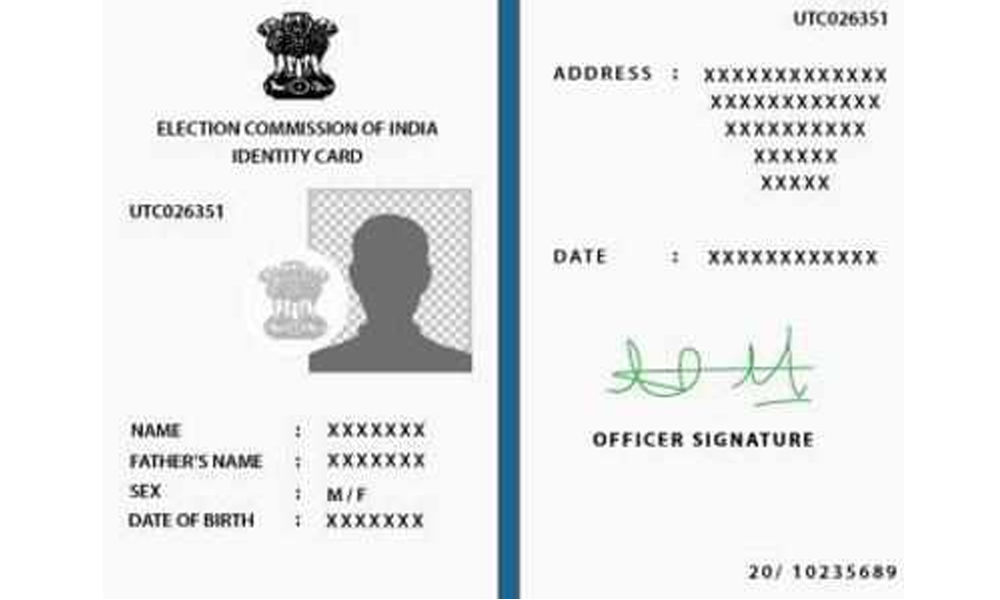 ELECTION COMMISSION OF INDIA
IDENTITY CARD
UTC026351
NAME : XXXXXXX
FATHER'S NAME : XXXXXXX
SEX : M/F
DATE OF BIRTH : XXXXXXX
UTC026351
ADDRESS : XXXXXXXXXXXXX
XXXXXXXXXXXX
XXXXXXXXXX
XXXXXX
XXXXX
DATE : XXXXXXXXXXXX
OFFICER SIGNATURE
20/ 10235689